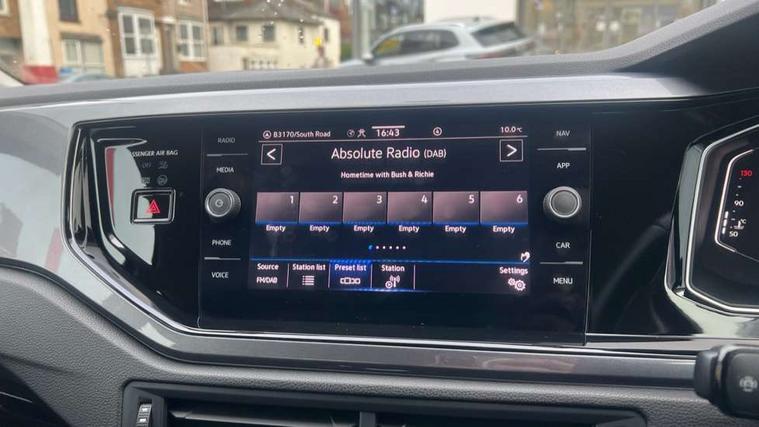 RADIO
MEDIA
PHONE
VOICE
PASSENGER AIR BAG
OFF
B3170/South Road
16:43
10.0°C
Absolute Radio (DAB)
Hometime with Bush & Richie
1 2 3 4 5 6
Empty Empty Empty Empty Empty Empty
Source Station list Preset list Station Settings
FM/DAB
NAV
APP
CAR
MENU
130
90
°C
50